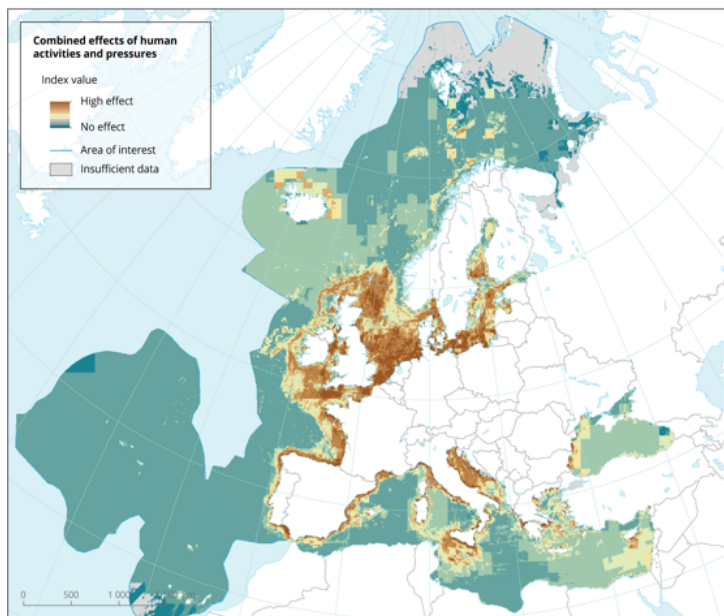 Combined effects of human
activities and pressures
Index value
High effect
No effect
Area of interest
Insufficient data
0 500 1 000